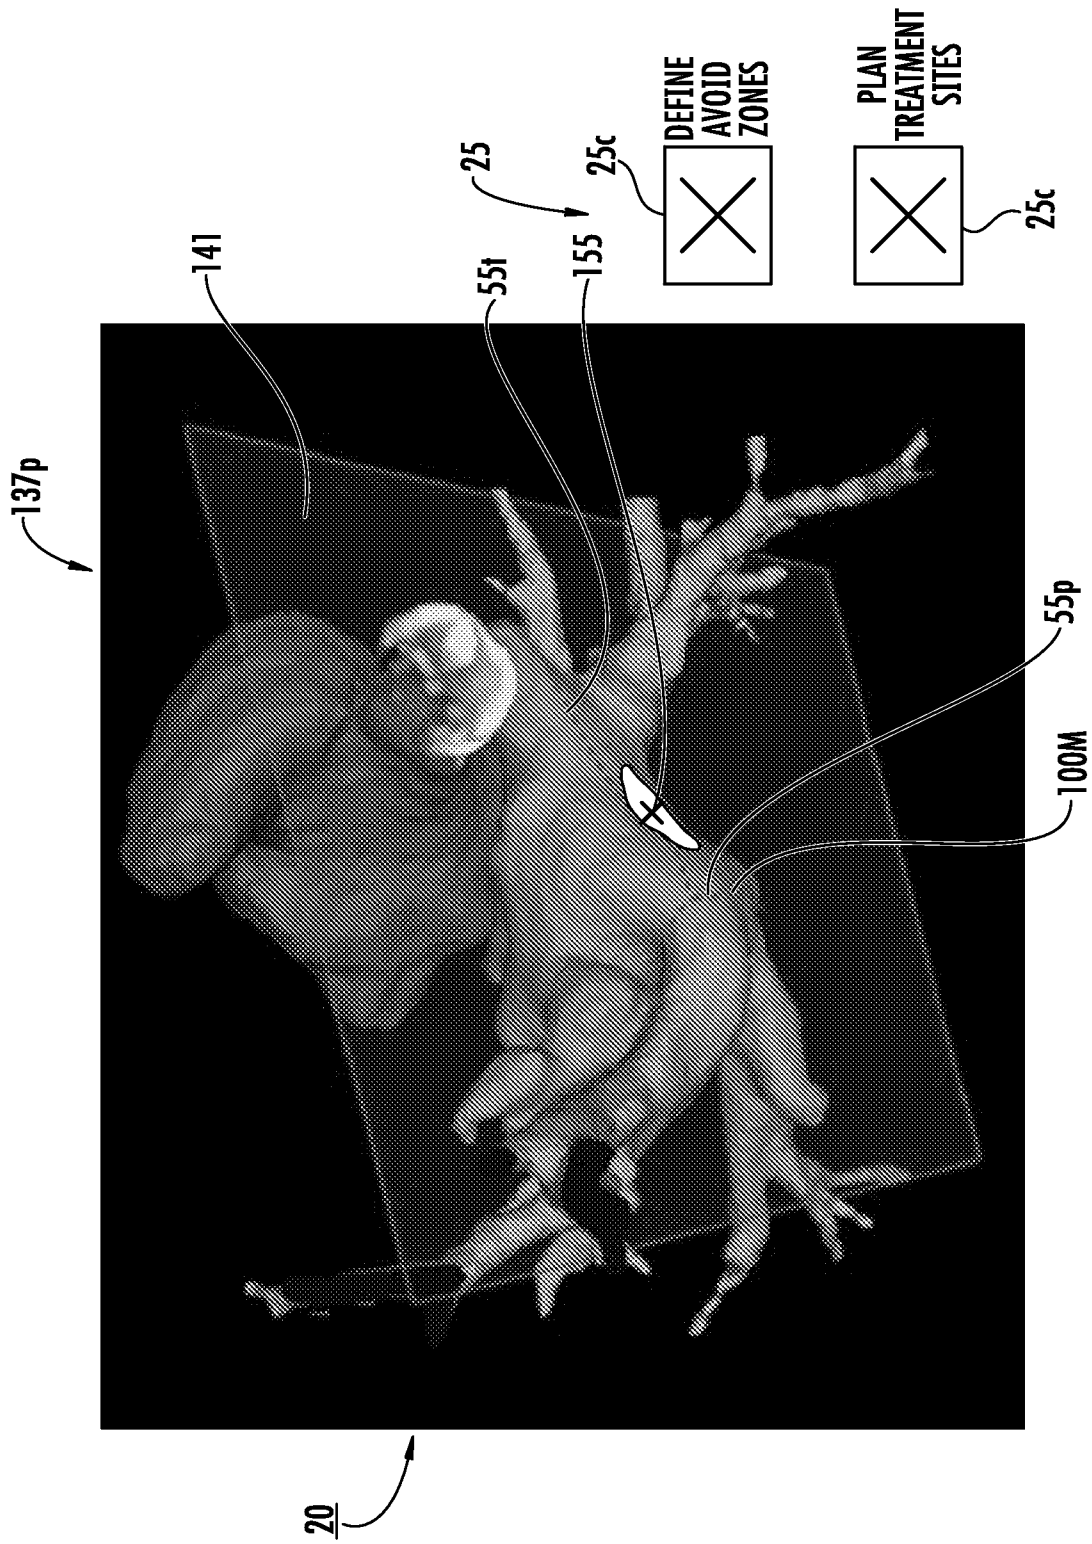 137p
141
25
55t
155
25c
DEFINE
AVOID
ZONES
PLAN
TREATMENT
SITES
25c
55p
100M
20